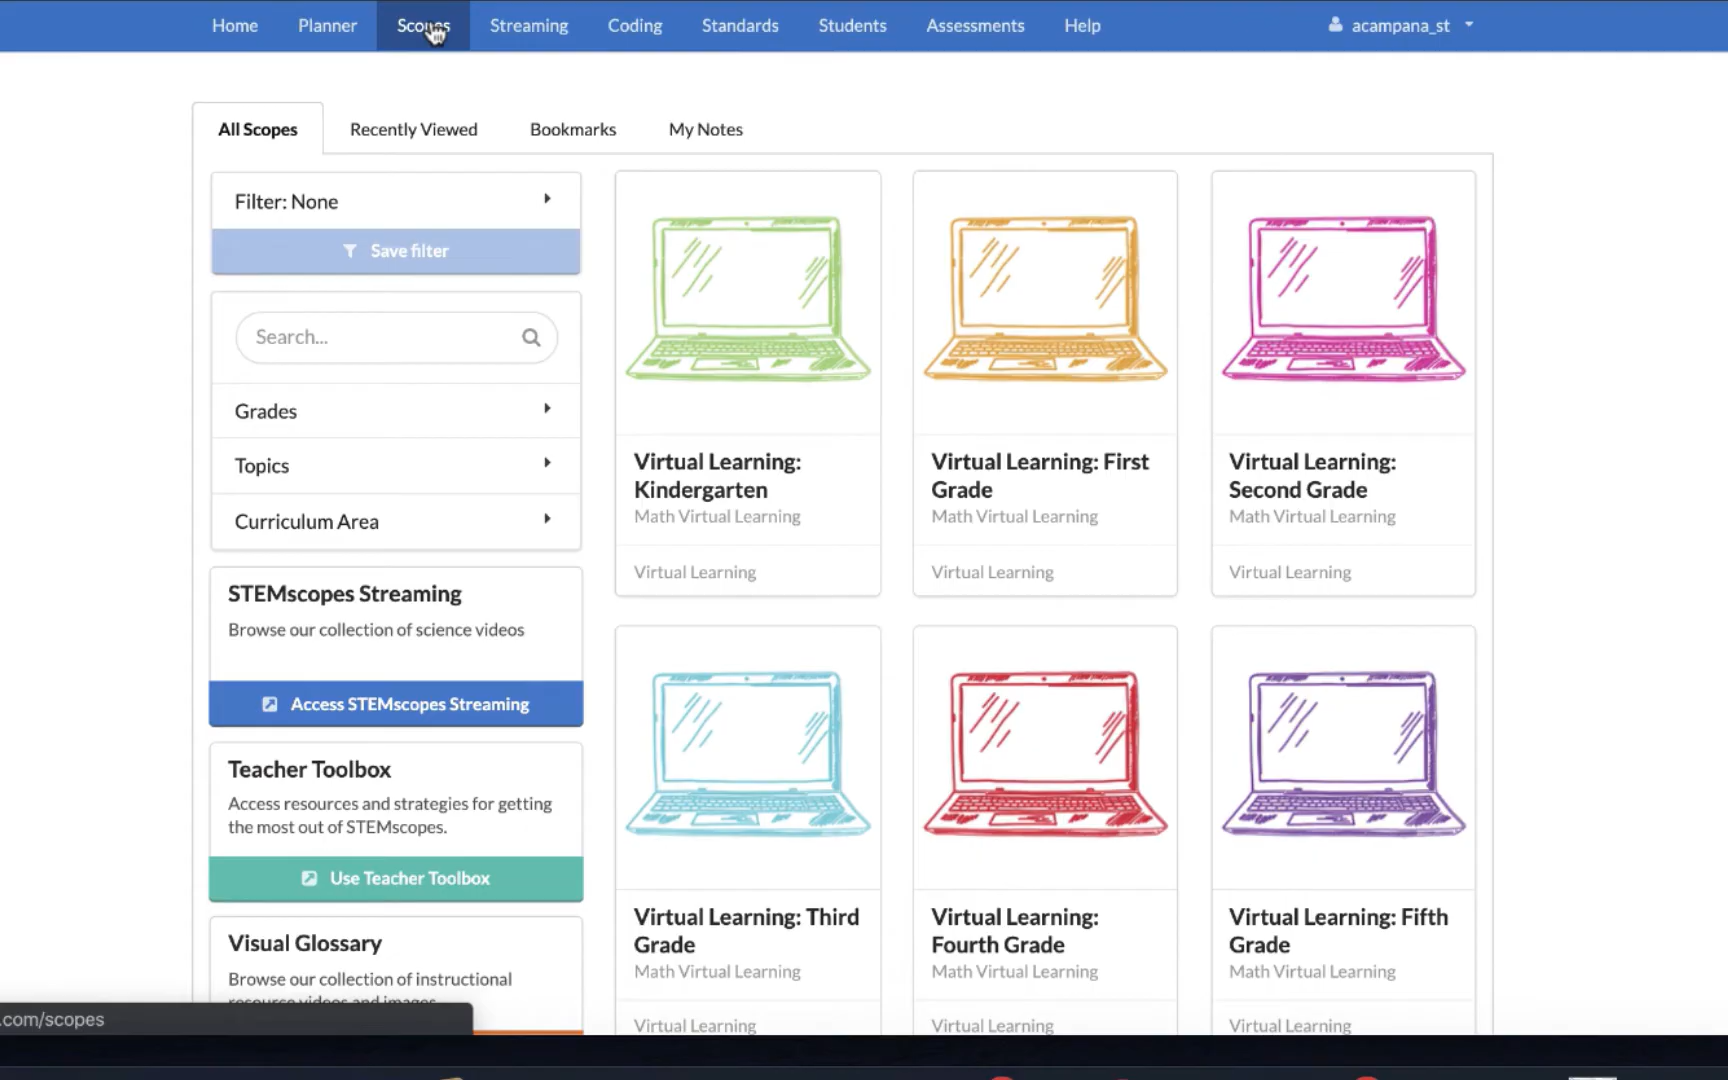 Home Planner Scopes Streaming Coding Standards Students Assessments Help acampana_st
All Scopes Recently Viewed Bookmarks My Notes
Filter: None
Save filter
Search...
Grades
Topics
Curriculum Area
STEMscopes Streaming
Browse our collection of science videos
Access STEMscopes Streaming
Teacher Toolbox
Access resources and strategies for getting
the most out of STEMscopes.
Use Teacher Toolbox
Visual Glossary
Browse our collection of instructional
resource videos and images
.com/scopes
Virtual Learning:
Kindergarten
Math Virtual Learning
Virtual Learning
Virtual Learning: First
Grade
Math Virtual Learning
Virtual Learning
Virtual Learning:
Second Grade
Math Virtual Learning
Virtual Learning
Virtual Learning: Third
Grade
Math Virtual Learning
Virtual Learning
Virtual Learning:
Fourth Grade
Math Virtual Learning
Virtual Learning
Virtual Learning: Fifth
Grade
Math Virtual Learning
Virtual Learning